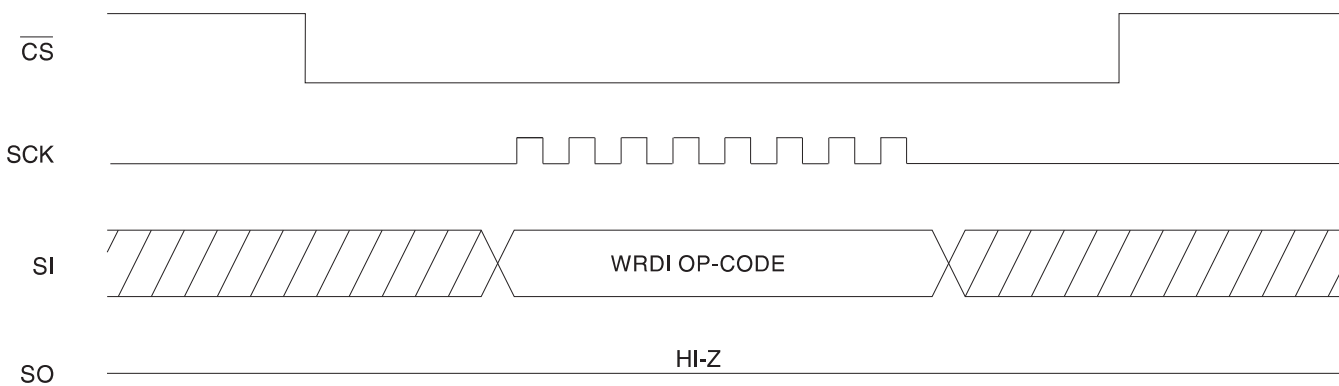 CS
SCK
SI
WRDI OP-CODE
HI-Z
SO